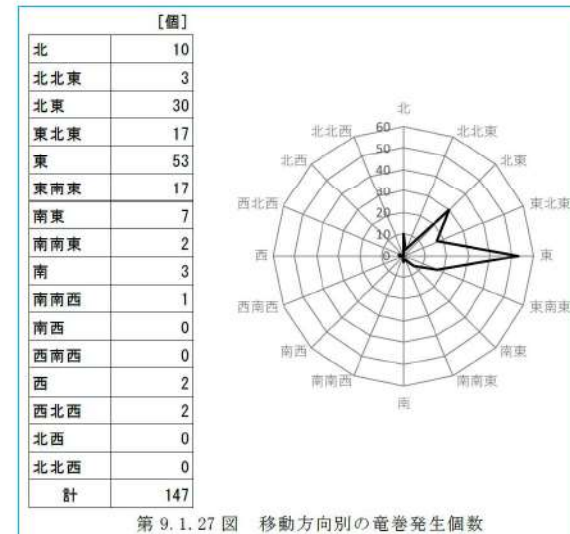 [個]
北 10
北北東 3
北東 30
東北東 17
東 53
東南東 17
南東 7
南南東 2
南 3
南南西 1
南西 0
西南西 0
西 2
西北西 2
北西 0
北北西 0
計 147
北
北北西 60 北北東
50
北西 40 北東
30
西北西 20 東北東
10
西 0 東
西南西 東南東
南西 南東
南南西 南南東
南
第 9.1.27 図 移動方向別の竜巻発生個数